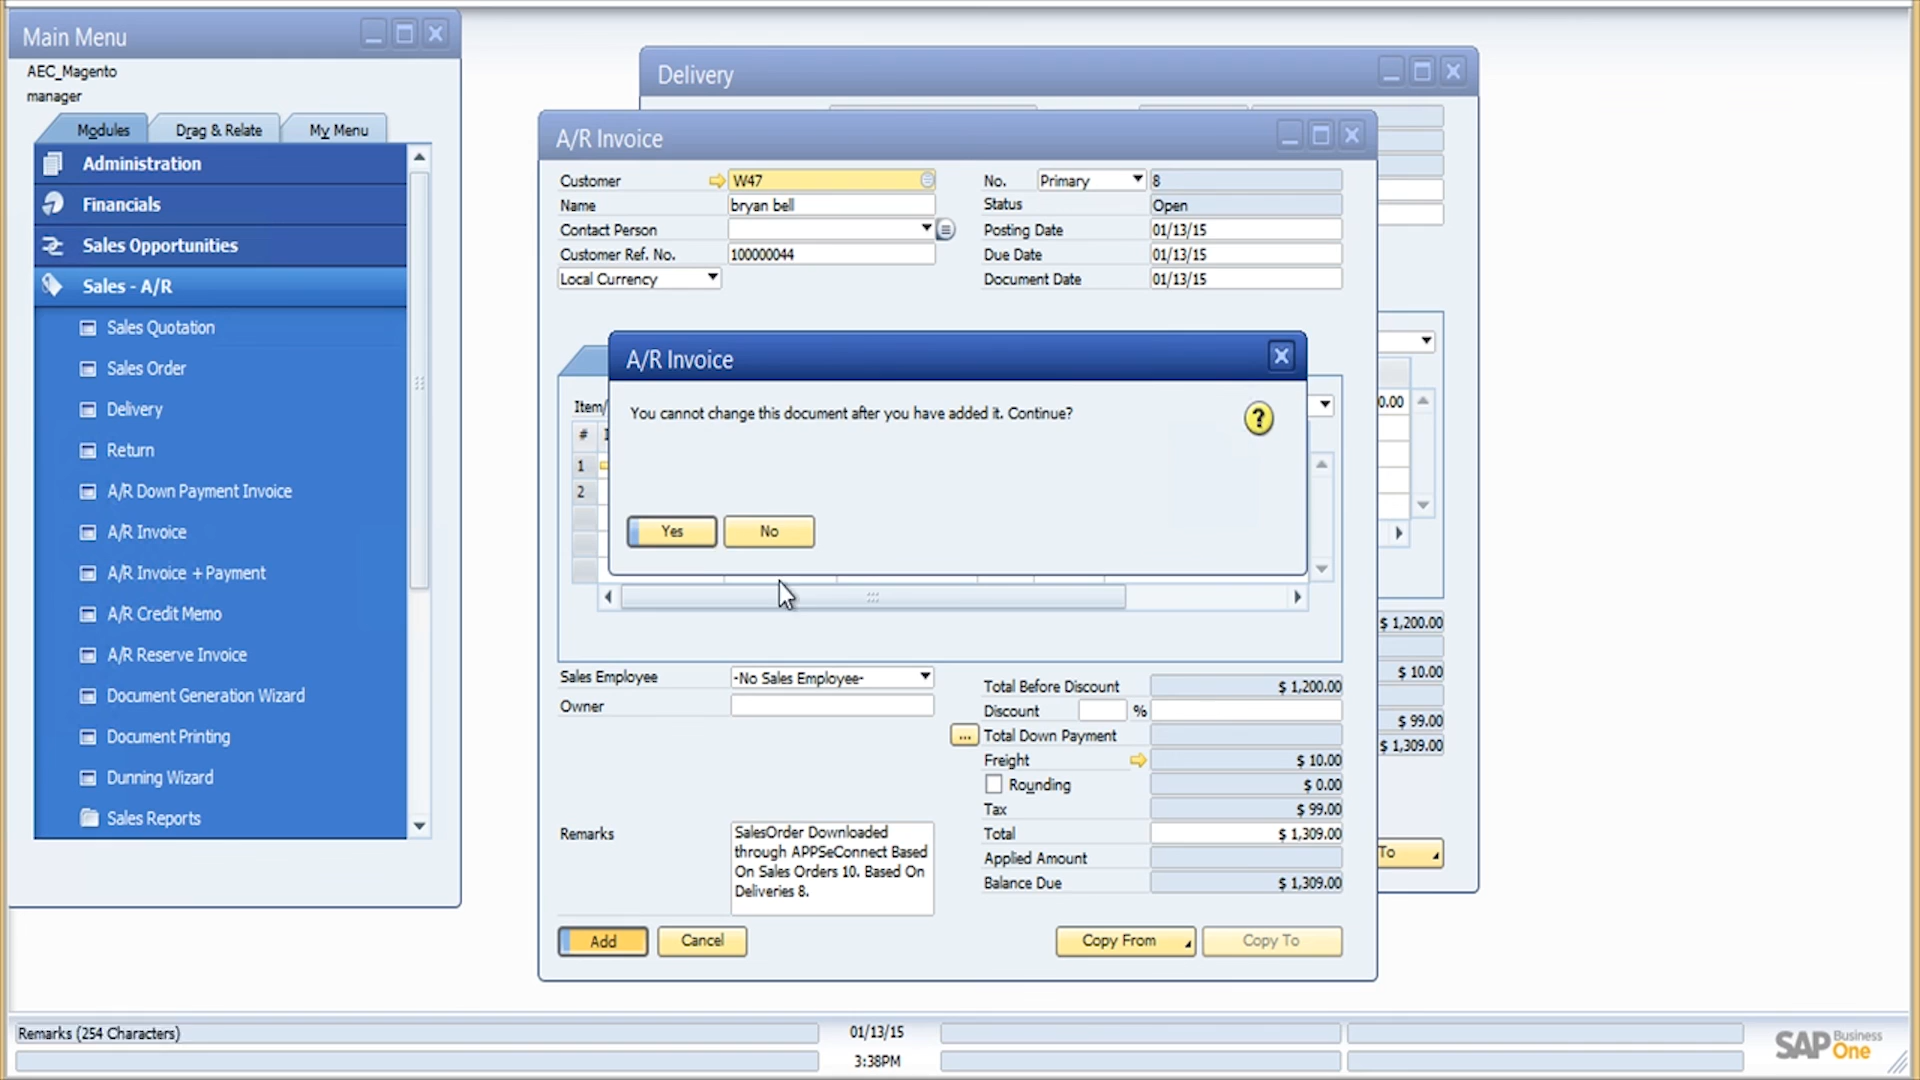 Main Menu
AEC_Magento
manager
Modules
Drag & Relate
My Menu
Administration
Financials
Sales Opportunities
Sales - A/R
Sales Quotation
Sales Order
Delivery
Return
A/R Down Payment Invoice
A/R Invoice
A/R Invoice + Payment
A/R Credit Memo
A/R Reserve Invoice
Document Generation Wizard
Document Printing
Dunning Wizard
Sales Reports
Delivery
A/R Invoice
Customer W47
Name bryan bell
Contact Person
Customer Ref. No. 100000044
Local Currency
No. Primary 8
Status Open
Posting Date 01/13/15
Due Date 01/13/15
Document Date 01/13/15
A/R Invoice
You cannot change this document after you have added it. Continue?
?
Yes
No
Item/
#
1
2
0.00
$ 1,200.00
$ 10.00
$ 99.00
$ 1,309.00
To
Sales Employee -No Sales Employee-
Owner
Total Before Discount $ 1,200.00
Discount %
... Total Down Payment
Freight $ 10.00
Rounding $ 0.00
Tax $ 99.00
Total $ 1,309.00
Applied Amount
Balance Due $ 1,309.00
Remarks
SalesOrder Downloaded
through APPSeConnect Based
On Sales Orders 10. Based On
Deliveries 8.
Add
Cancel
Copy From
Copy To
Remarks (254 Characters)
01/13/15
3:38PM
SAP Business One